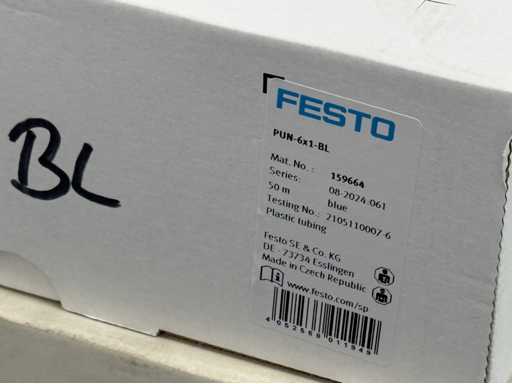 BL
FESTO
PUN-6x1-BL
Mat. No. : 159664
Series: 08-2024-061
50 m blue
Testing No.: 2105110007-6
Plastic tubing
Festo SE & Co. KG
DE - 73734 Esslingen
Made in Czech Republic
www.festo.com/sp
4052568011949